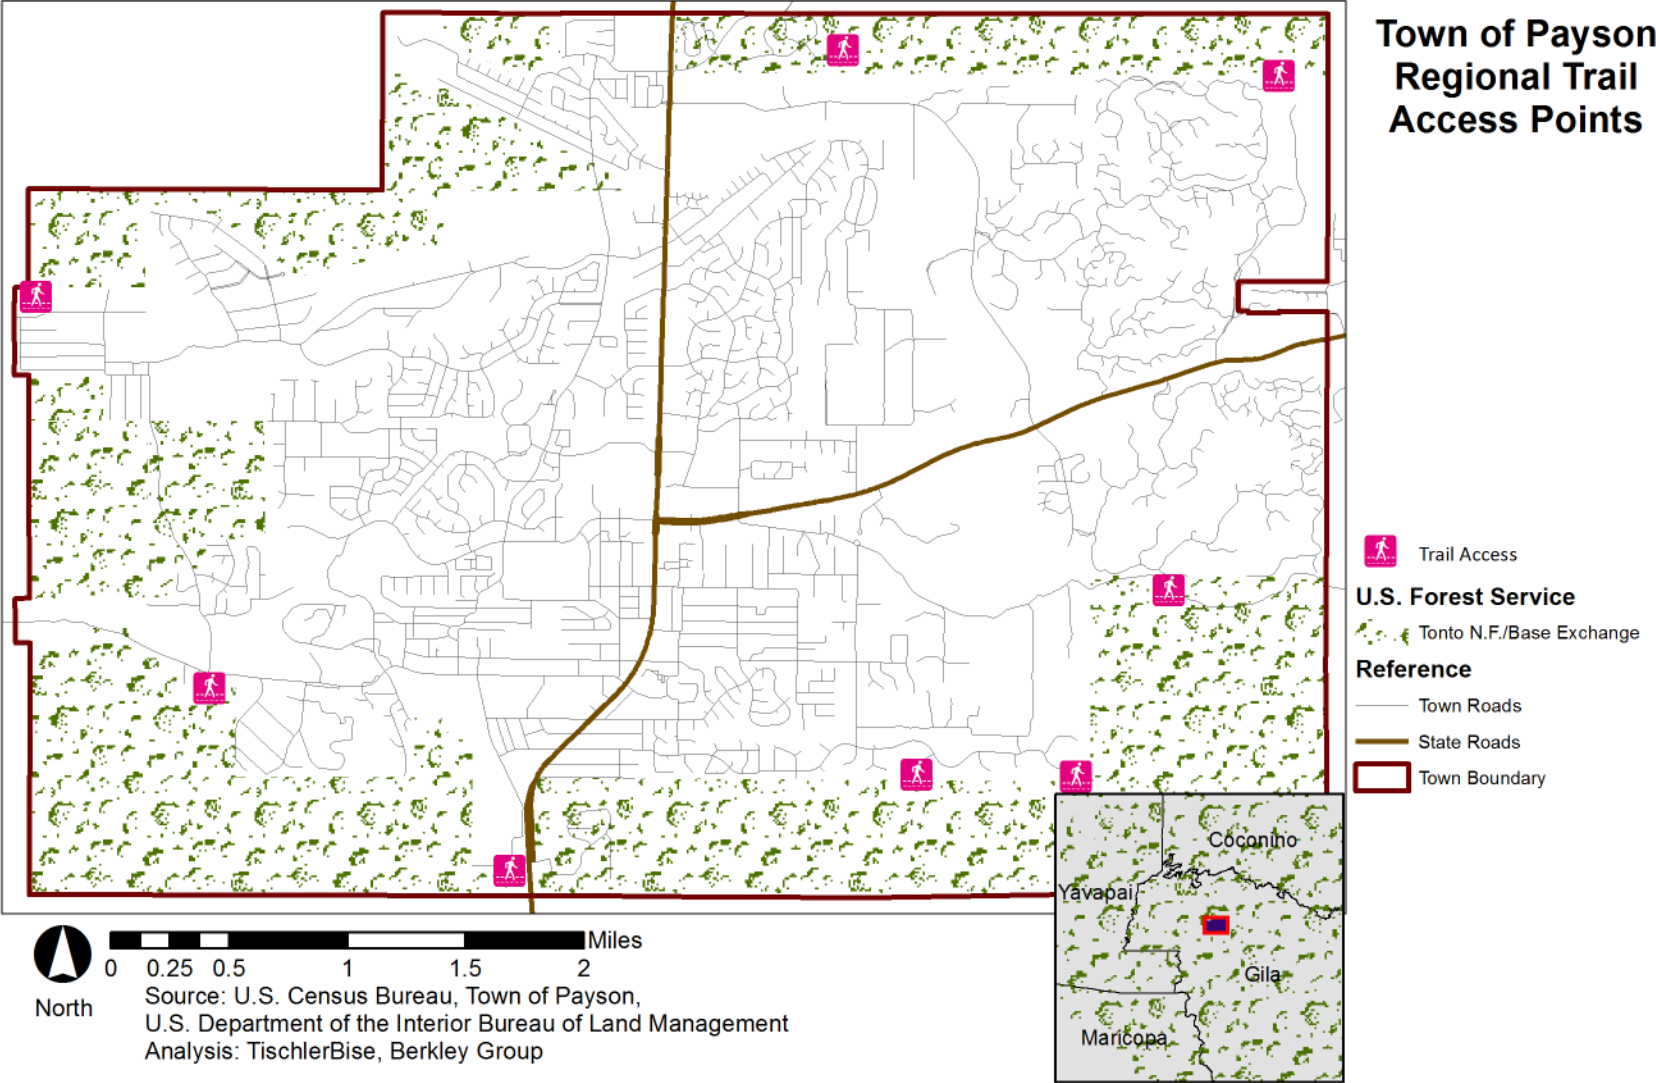 Town of Payson
Regional Trail
Access Points
Trail Access
U.S. Forest Service
Tonto N.F./Base Exchange
Reference
Town Roads
State Roads
Town Boundary
Coconino
Yavapai
Gila
Maricopa
Miles
0 0.25 0.5 1 1.5 2
North
Source: U.S. Census Bureau, Town of Payson,
U.S. Department of the Interior Bureau of Land Management
Analysis: TischlerBise, Berkley Group